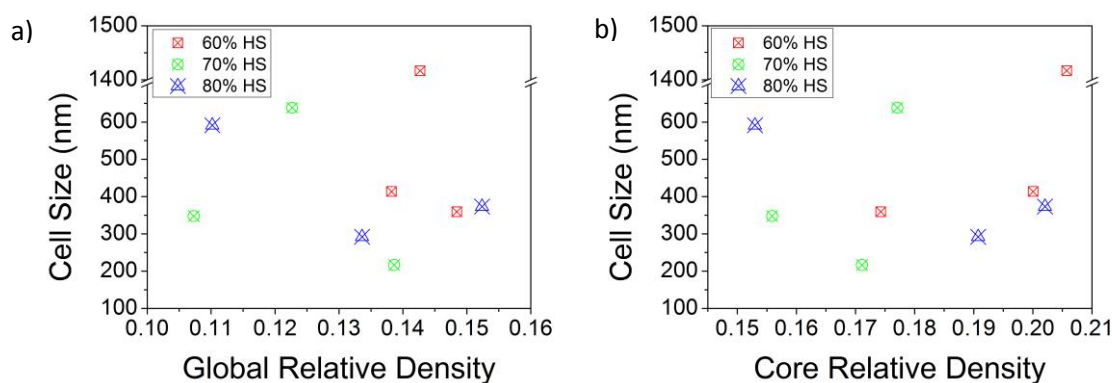 a)
1500
1400
600
500
400
300
200
100
Cell Size (nm)
60% HS
70% HS
80% HS
0.10 0.11 0.12 0.13 0.14 0.15 0.16
Global Relative Density
b)
1500
1400
600
500
400
300
200
100
Cell Size (nm)
60% HS
70% HS
80% HS
0.15 0.16 0.17 0.18 0.19 0.20 0.21
Core Relative Density